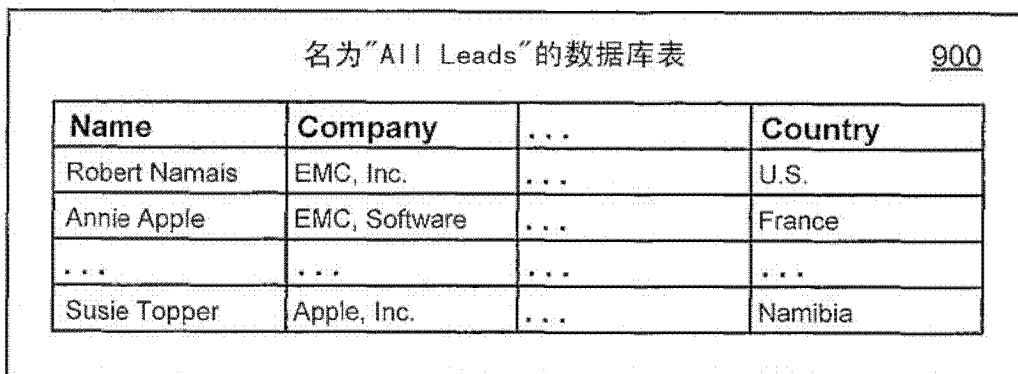 名为"All Leads"的数据库表 900
Name Company ... Country
Robert Namais EMC, Inc. ... U.S.
Annie Apple EMC, Software ... France
... ... ... ...
Susie Topper Apple, Inc. ... Namibia